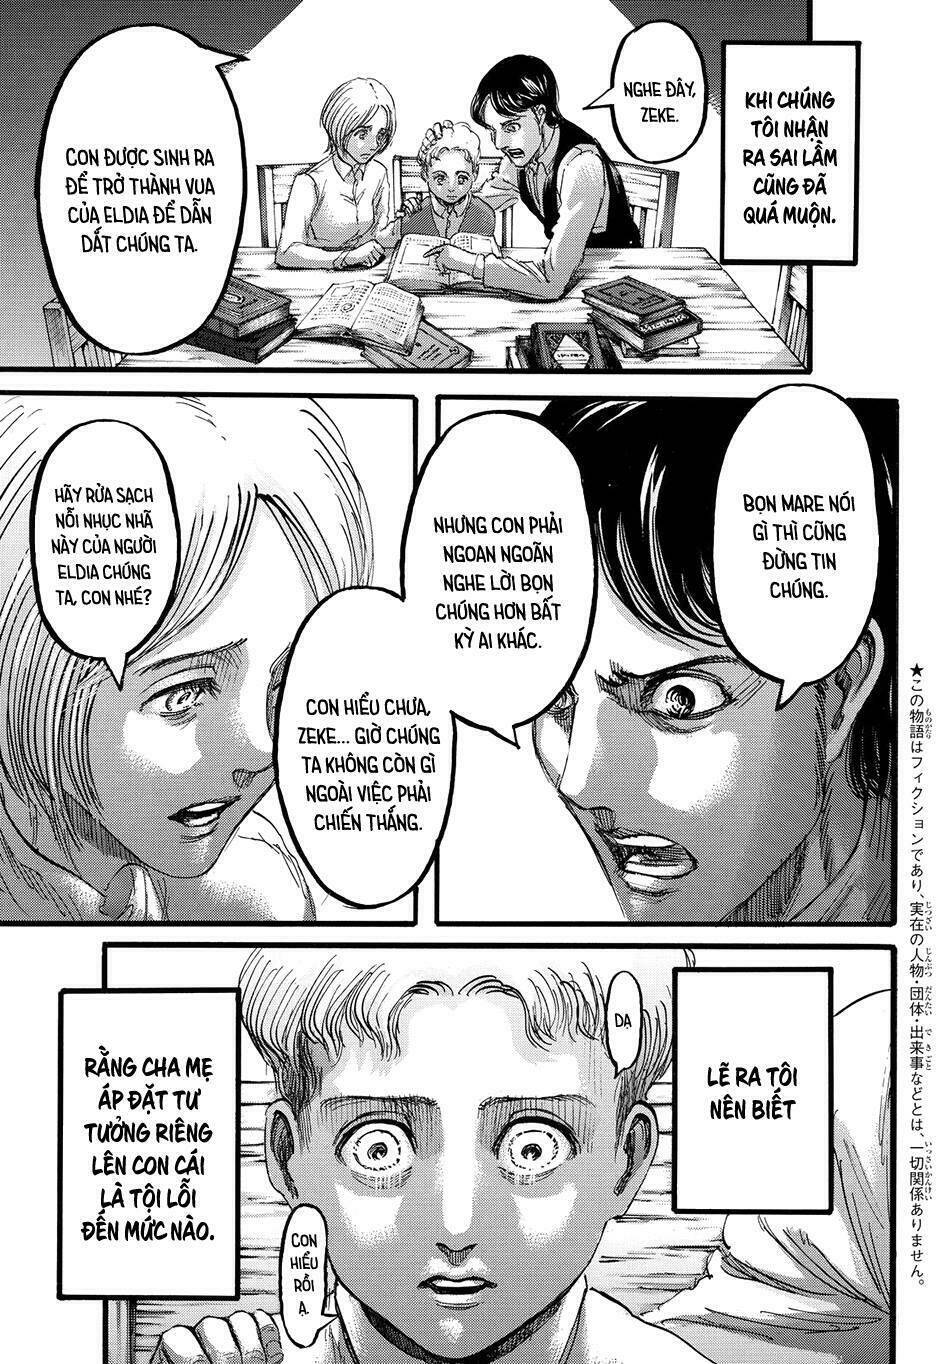 KHI CHÚNG
TÔI NHẬN
RA SAI LẦM
CŨNG ĐÃ
QUÁ MUỘN.
NGHE ĐÂY,
ZEKE.
CON ĐƯỢC SINH RA
ĐỂ TRỞ THÀNH VUA
CỦA ELDIA ĐỂ DẪN
DẮT CHÚNG TA.
BỌN MARE NÓI
GÌ THÌ CŨNG
ĐỪNG TIN
CHÚNG.
NHƯNG CON PHẢI
NGOAN NGOÃN
NGHE LỜI BỌN
CHÚNG HƠN BẤT
KỲ AI KHÁC.
CON HIỂU CHƯA,
ZEKE... GIỜ CHÚNG
TA KHÔNG CÒN GÌ
NGOÀI VIỆC PHẢI
CHIẾN THẮNG.
HÃY RỬA SẠCH
NỖI NHỤC NHÃ
NÀY CỦA NGƯỜI
ELDIA CHÚNG
TA, CON NHÉ?
LẼ RA TÔI
NÊN BIẾT
DẠ
CON
HIỂU
RỒI
Ạ.
RẰNG CHA MẸ
ÁP ĐẶT TƯ
TƯỞNG RIÊNG
LÊN CON CÁI
LÀ TỘI LỖI
ĐẾN MỨC NÀO.
★この物語はフィクションであり、実在の人物・団体・出来事などとは、一切関係ありません。